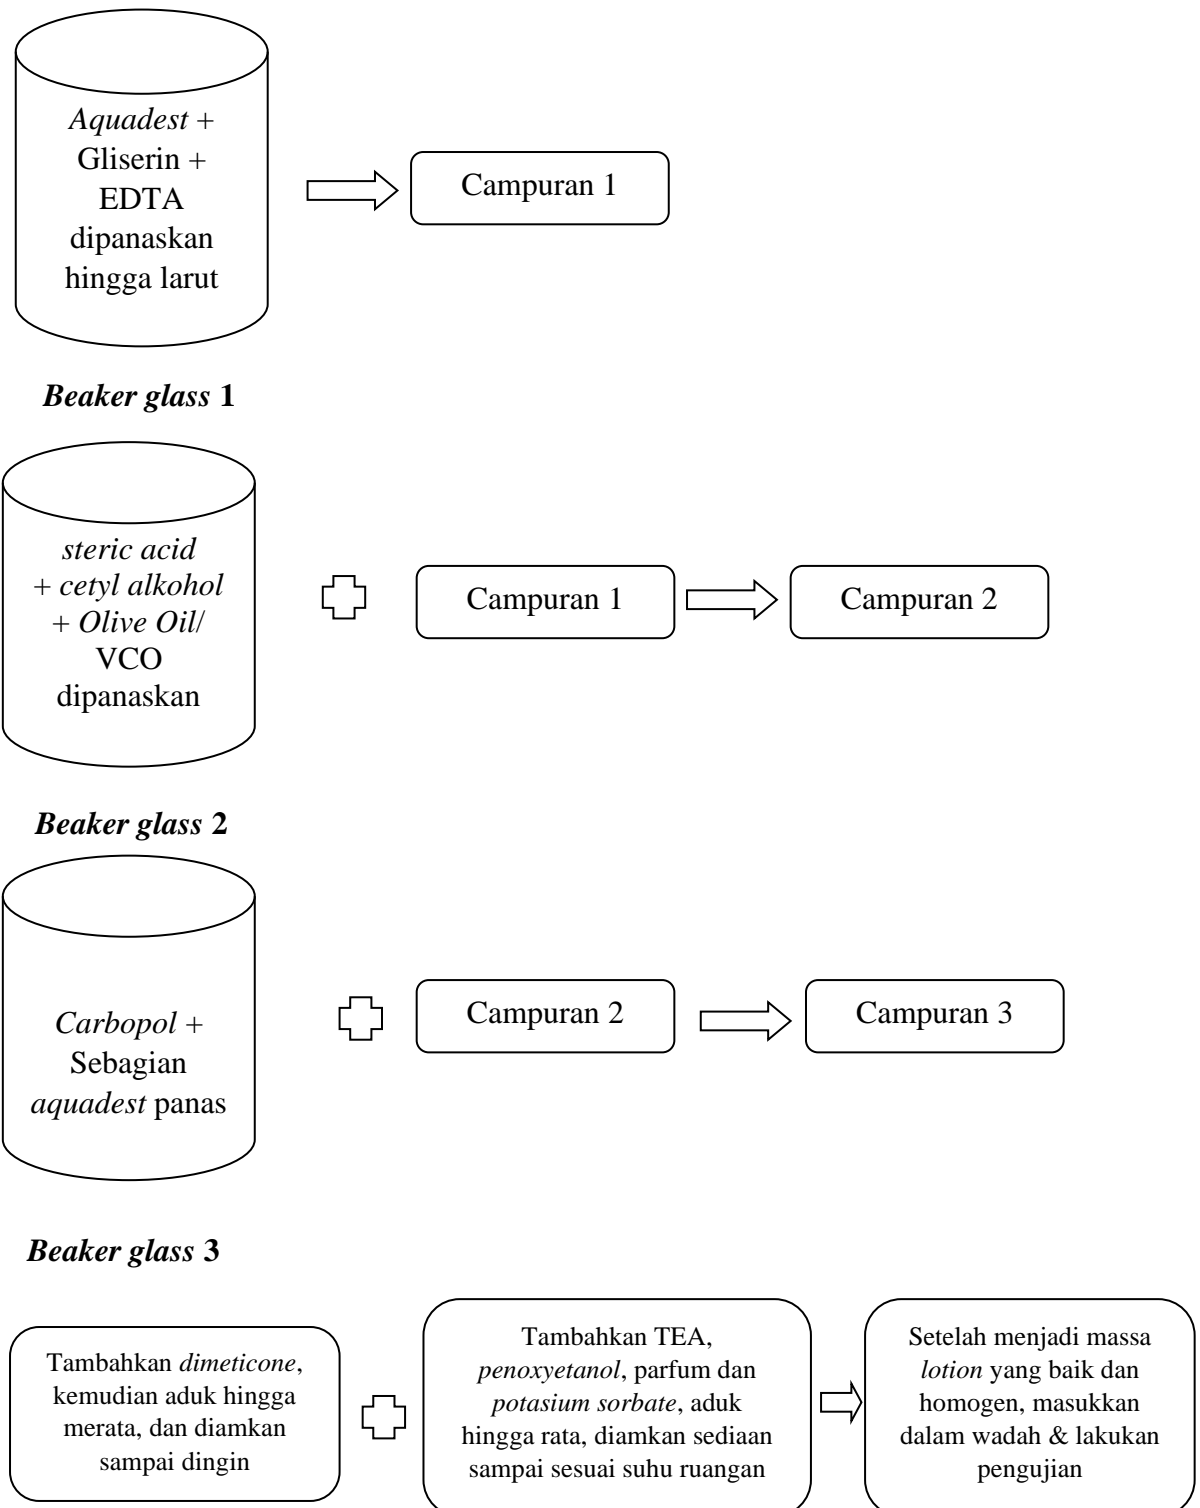 Aquadest +
Gliserin +
EDTA
dipanaskan
hingga larut
Campuran 1
Beaker glass 1
steric acid
+ cetyl alkohol
+ Olive Oil/
VCO
dipanaskan
Campuran 1
Campuran 2
Beaker glass 2
Carbopol +
Sebagian
aquadest panas
Campuran 2
Campuran 3
Beaker glass 3
Tambahkan dimeticone,
kemudian aduk hingga
merata, dan diamkan
sampai dingin
Tambahkan TEA,
penoxyetanol, parfum dan
potasium sorbate, aduk
hingga rata, diamkan sediaan
sampai sesuai suhu ruangan
Setelah menjadi massa
lotion yang baik dan
homogen, masukkan
dalam wadah & lakukan
pengujian